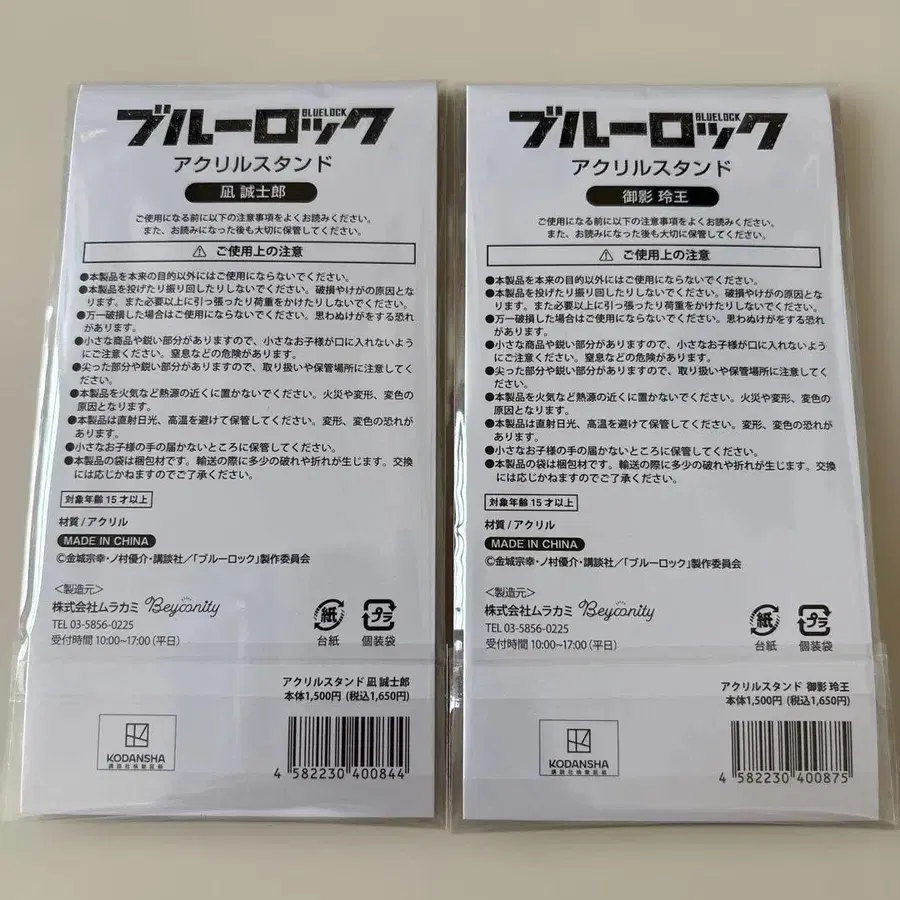 ブルーロック
BLUELOCK
アクリルスタンド
凪 誠士郎
ご使用になる前に以下の注意事項をよくお読みください。
また、お読みになった後も大切に保管してください。
⚠ ご使用上の注意
●本製品を本来の目的以外にはご使用にならないでください。
●本製品を投げたり振り回したりしないでください。破損やけがの原因とな
ります。また必要以上に引っ張ったり荷重をかけたりしないでください。
●万一破損した場合はご使用にならないでください。思わぬけがをする恐れ
があります。
●小さな商品や鋭い部分がありますので、小さなお子様が口に入れないよう
にご注意ください。窒息などの危険があります。
●尖った部分や鋭い部分がありますので、取り扱いや保管場所に注意してく
ださい。
●本製品を火気など熱源の近くに置かないでください。火災や変形、変色の
原因となります。
●本製品は直射日光、高温を避けて保管してください。変形、変色の恐れが
あります。
●小さなお子様の手の届かないところに保管してください。
●本製品の袋は梱包材です。輸送の際に多少の破れや折れが生じます。交換
には応じかねますのでご了承ください。
対象年齢15才以上
材質/アクリル
MADE IN CHINA
©金城宗幸・ノ村優介・講談社/「ブルーロック」製作委員会
<製造元>
株式会社ムラカミ Beyoonity
TEL 03-5856-0225
受付時間 10:00~17:00(平日)
紙
台紙
プラ
個装袋
アクリルスタンド 凪 誠士郎
本体1,500円 (税込1,650円)
KODANSHA
講談社検眼証紙
4 582230 400844
ブルーロック
BLUELOCK
アクリルスタンド
御影 玲王
ご使用になる前に以下の注意事項をよくお読みください。
また、お読みになった後も大切に保管してください。
⚠ ご使用上の注意
●本製品を本来の目的以外にはご使用にならないでください。
●本製品を投げたり振り回したりしないでください。破損やけがの原因とな
ります。また必要以上に引っ張ったり荷重をかけたりしないでください。
●万一破損した場合はご使用にならないでください。思わぬけがをする恐れ
があります。
●小さな商品や鋭い部分がありますので、小さなお子様が口に入れないよう
にご注意ください。窒息などの危険があります。
●尖った部分や鋭い部分がありますので、取り扱いや保管場所に注意してく
ださい。
●本製品を火気など熱源の近くに置かないでください。火災や変形、変色の
原因となります。
●本製品は直射日光、高温を避けて保管してください。変形、変色の恐れが
あります。
●小さなお子様の手の届かないところに保管してください。
●本製品の袋は梱包材です。輸送の際に多少の破れや折れが生じます。交換
には応じかねますのでご了承ください。
対象年齢15才以上
材質/アクリル
MADE IN CHINA
©金城宗幸・ノ村優介・講談社/「ブルーロック」製作委員会
<製造元>
株式会社ムラカミ Beyoonity
TEL 03-5856-0225
受付時間 10:00~17:00(平日)
紙
台紙
プラ
個装袋
アクリルスタンド 御影 玲王
本体1,500円 (税込1,650円)
KODANSHA
4 582230 400875